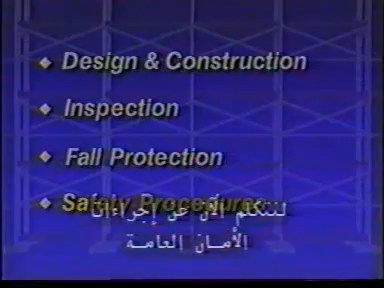 Design & Construction
Inspection
Fall Protection
Safety Procedures
لنتكلم الآن عن إجراءات
الأمان العامة